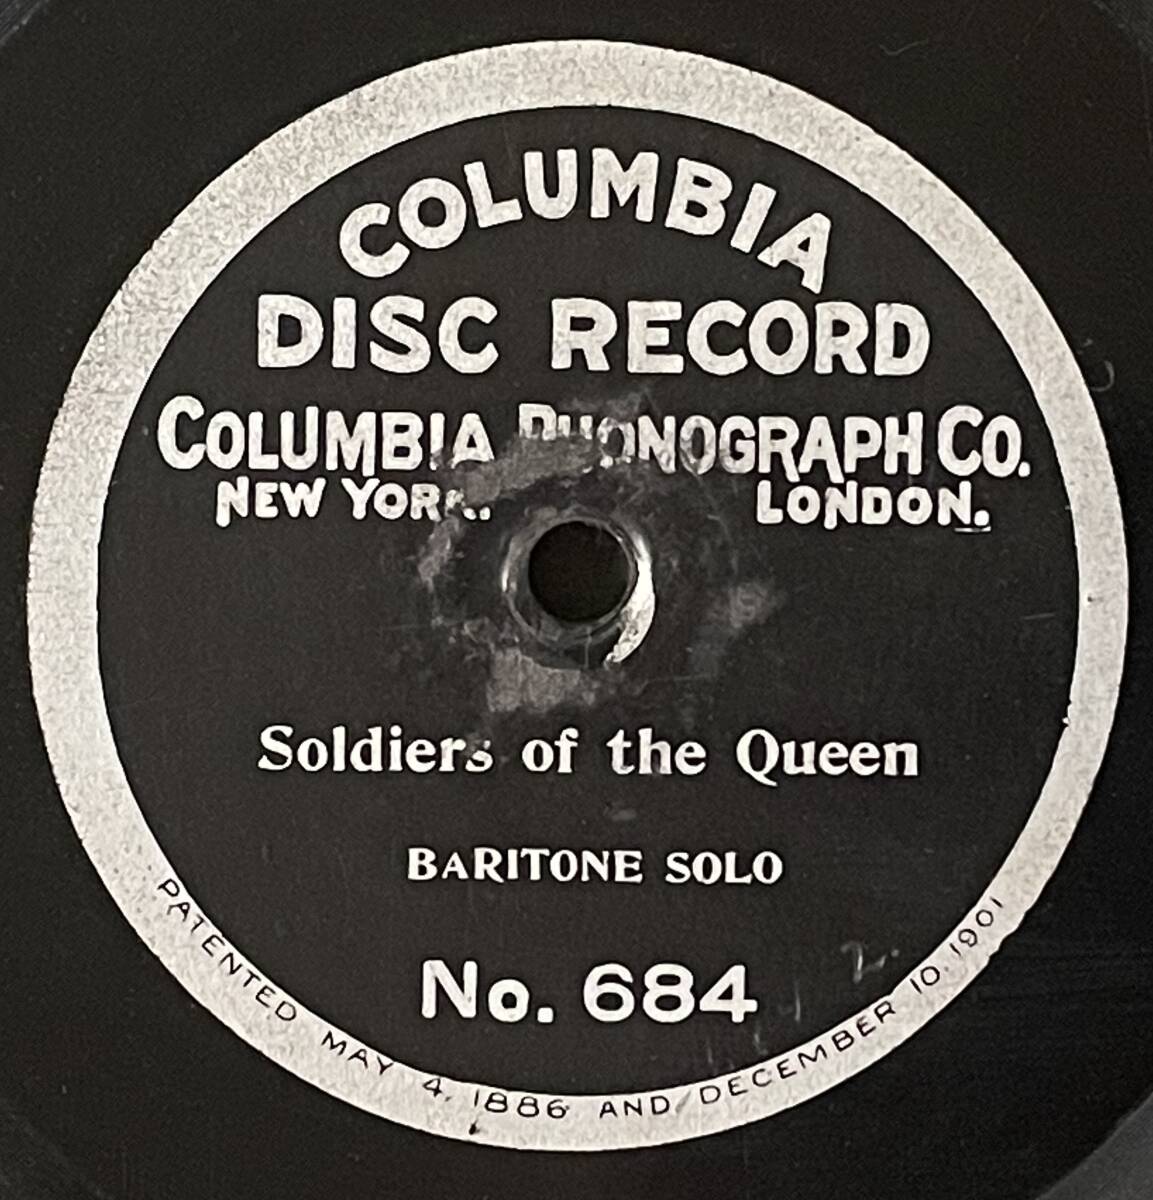 COLUMBIA
DISC RECORD
COLUMBIA PHONOGRAPH CO.
NEW YORK. LONDON.
Soldiers of the Queen
BARITONE SOLO
No. 684
2.
PATENTED MAY 4, 1886 AND DECEMBER 10, 1901